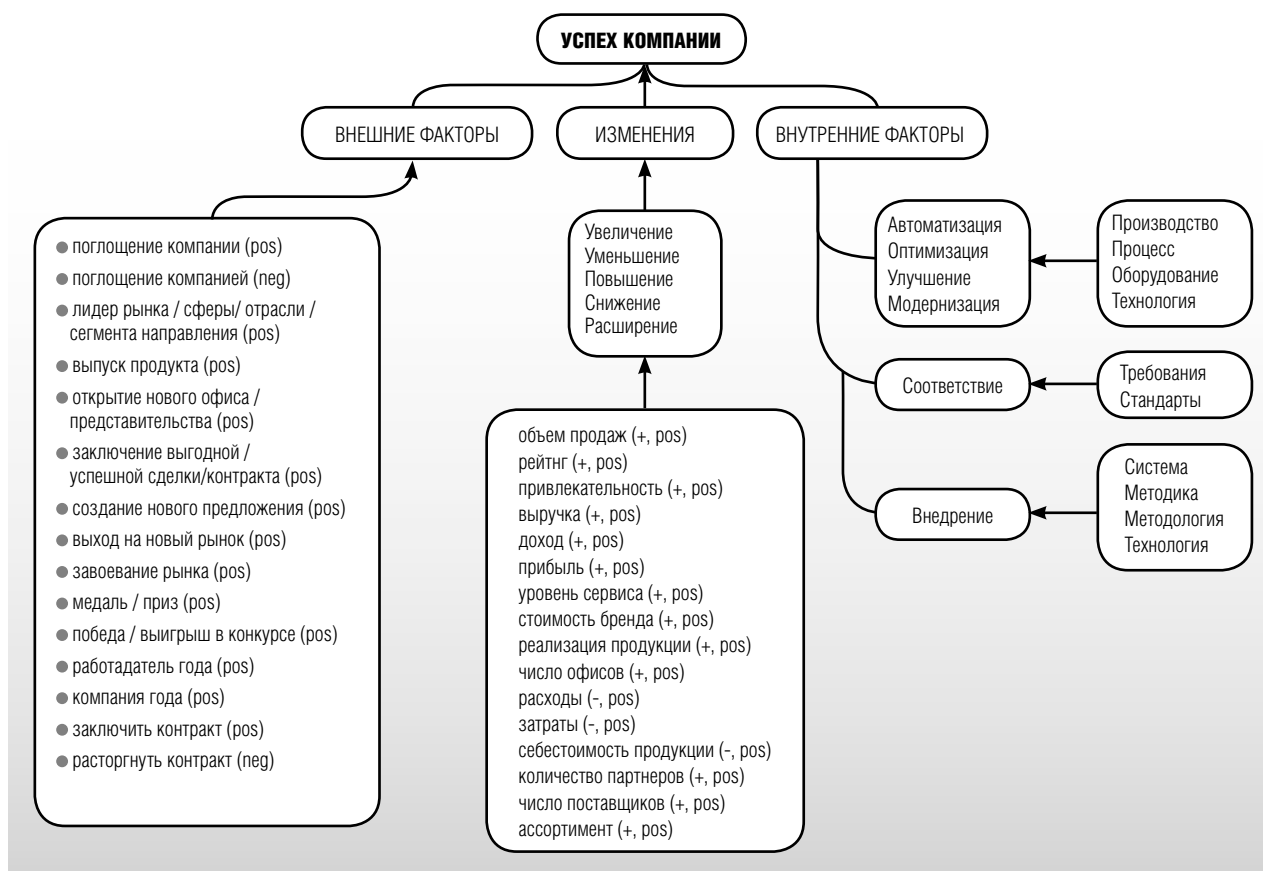 УСПЕХ КОМПАНИИ
ВНЕШНИЕ ФАКТОРЫ
ИЗМЕНЕНИЯ
ВНУТРЕННИЕ ФАКТОРЫ
поглощение компании (pos)
поглощение компанией (neg)
лидер рынка / сферы/ отрасли /
сегмента направления (pos)
выпуск продукта (pos)
открытие нового офиса /
представительства (pos)
заключение выгодной /
успешной сделки/контракта (pos)
создание нового предложения (pos)
выход на новый рынок (pos)
завоевание рынка (pos)
медаль / приз (pos)
победа / выигрыш в конкурсе (pos)
работадатель года (pos)
компания года (pos)
заключить контракт (pos)
расторгнуть контракт (neg)
Увеличение
Уменьшение
Повышение
Снижение
Расширение
объем продаж (+, pos)
рейтнг (+, pos)
привлекательность (+, pos)
выручка (+, pos)
доход (+, pos)
прибыль (+, pos)
уровень сервиса (+, pos)
стоимость бренда (+, pos)
реализация продукции (+, pos)
число офисов (+, pos)
расходы (-, pos)
затраты (-, pos)
себестоимость продукции (-, pos)
количество партнеров (+, pos)
число поставщиков (+, pos)
ассортимент (+, pos)
Автоматизация
Оптимизация
Улучшение
Модернизация
Производство
Процесс
Оборудование
Технология
Соответствие
Требования
Стандарты
Внедрение
Система
Методика
Методология
Технология